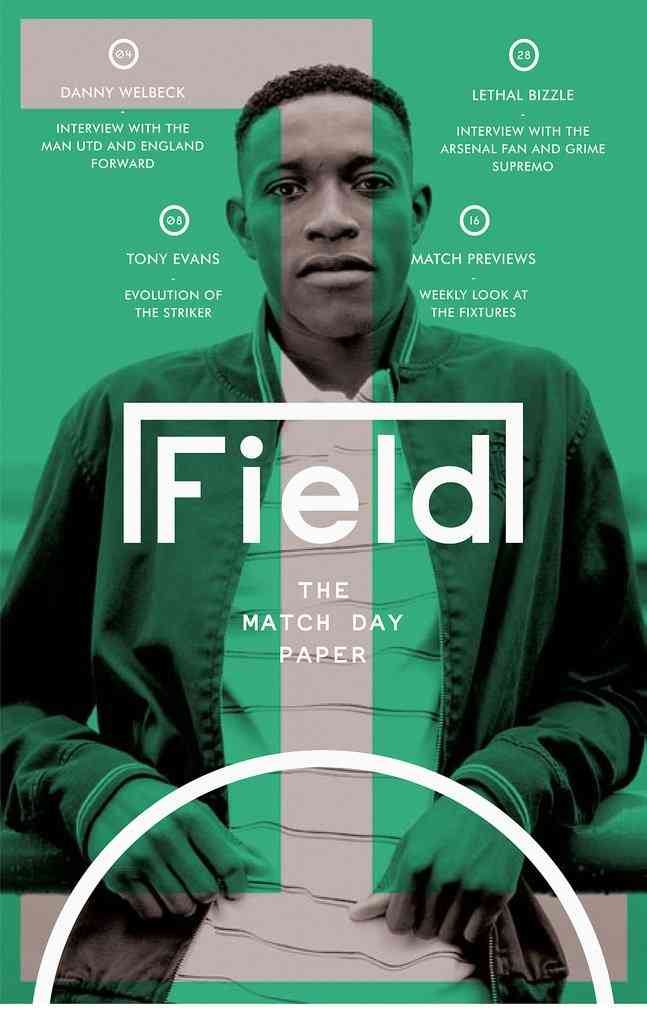 04
DANNY WELBECK
-
INTERVIEW WITH THE
MAN UTD AND ENGLAND
FORWARD
28
LETHAL BIZZLE
-
INTERVIEW WITH THE
ARSENAL FAN AND GRIME
SUPREMO
08
TONY EVANS
-
EVOLUTION OF
THE STRIKER
16
MATCH PREVIEWS
-
WEEKLY LOOK AT
THE FIXTURES
Field
THE
MATCH DAY
PAPER